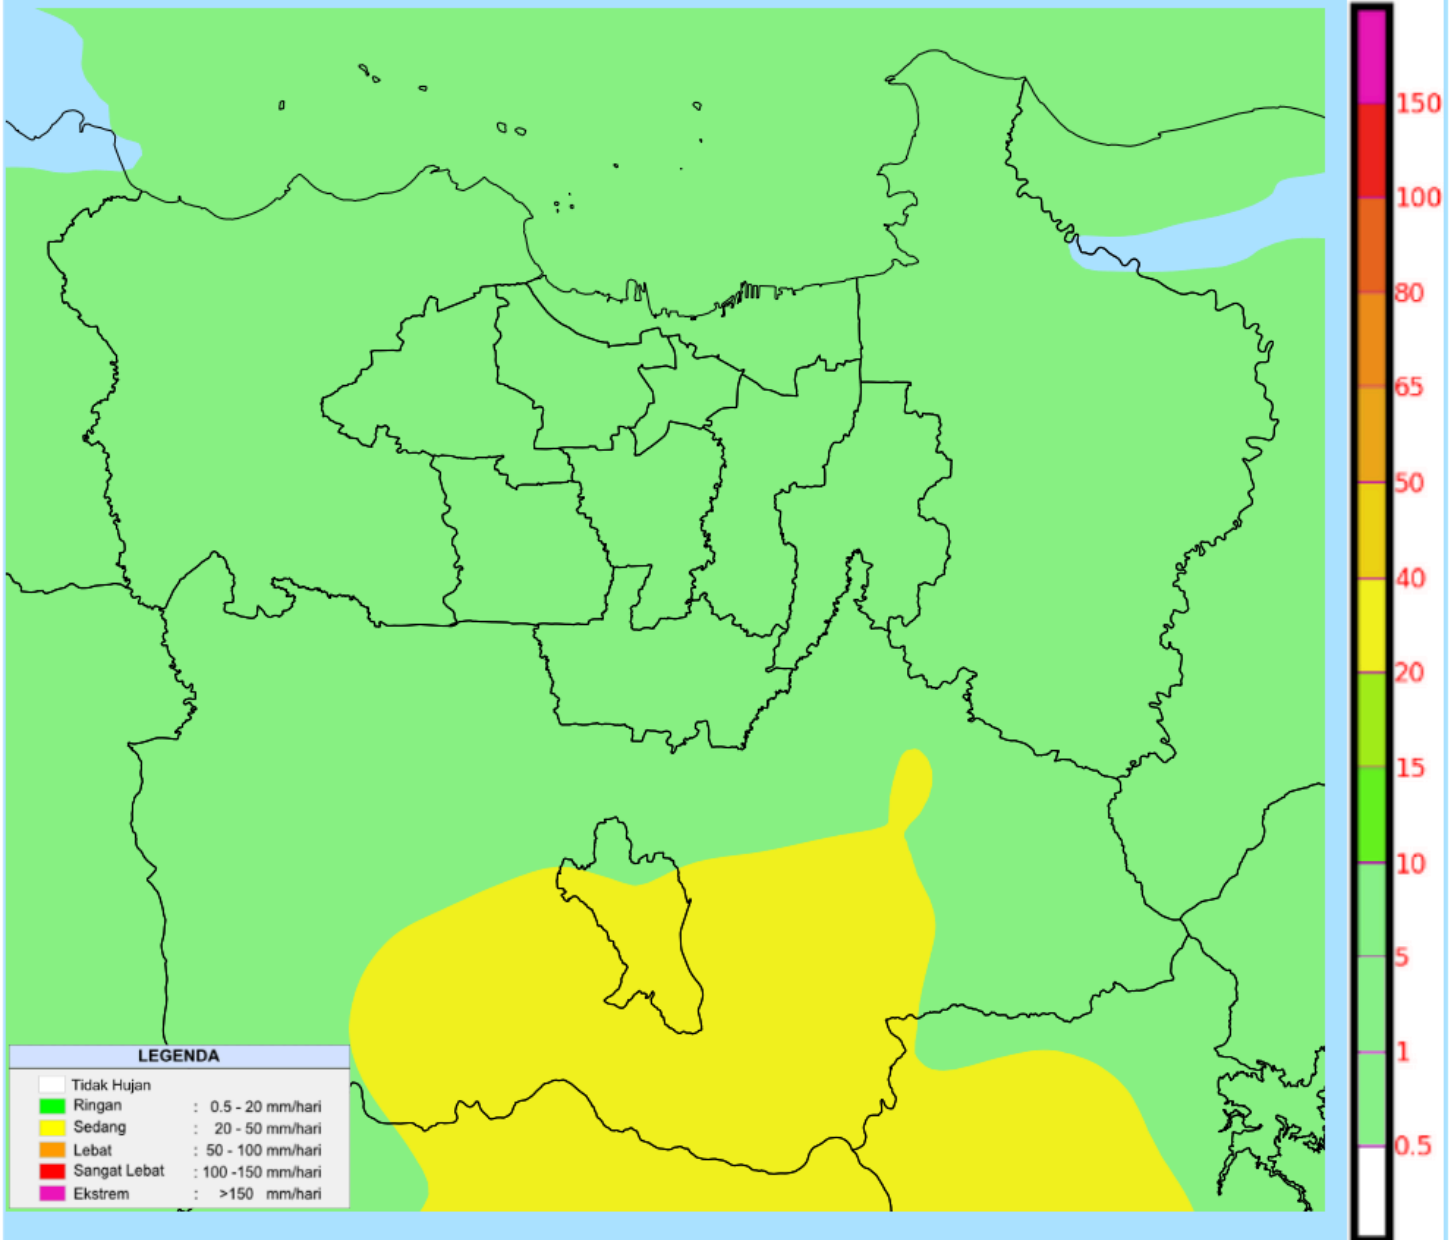 150
100
80
65
50
40
20
15
10
5
1
0.5
LEGENDA
Tidak Hujan
Ringan : 0.5 - 20 mm/hari
Sedang : 20 - 50 mm/hari
Lebat : 50 - 100 mm/hari
Sangat Lebat : 100 -150 mm/hari
Ekstrem : >150 mm/hari